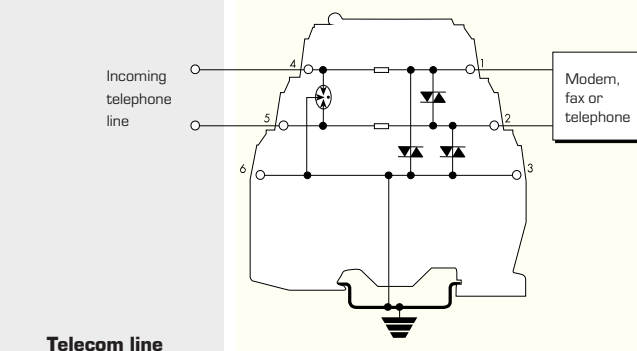 Incoming
telephone
line
4
5
6
1
2
3
Modem,
fax or
telephone
Telecom line